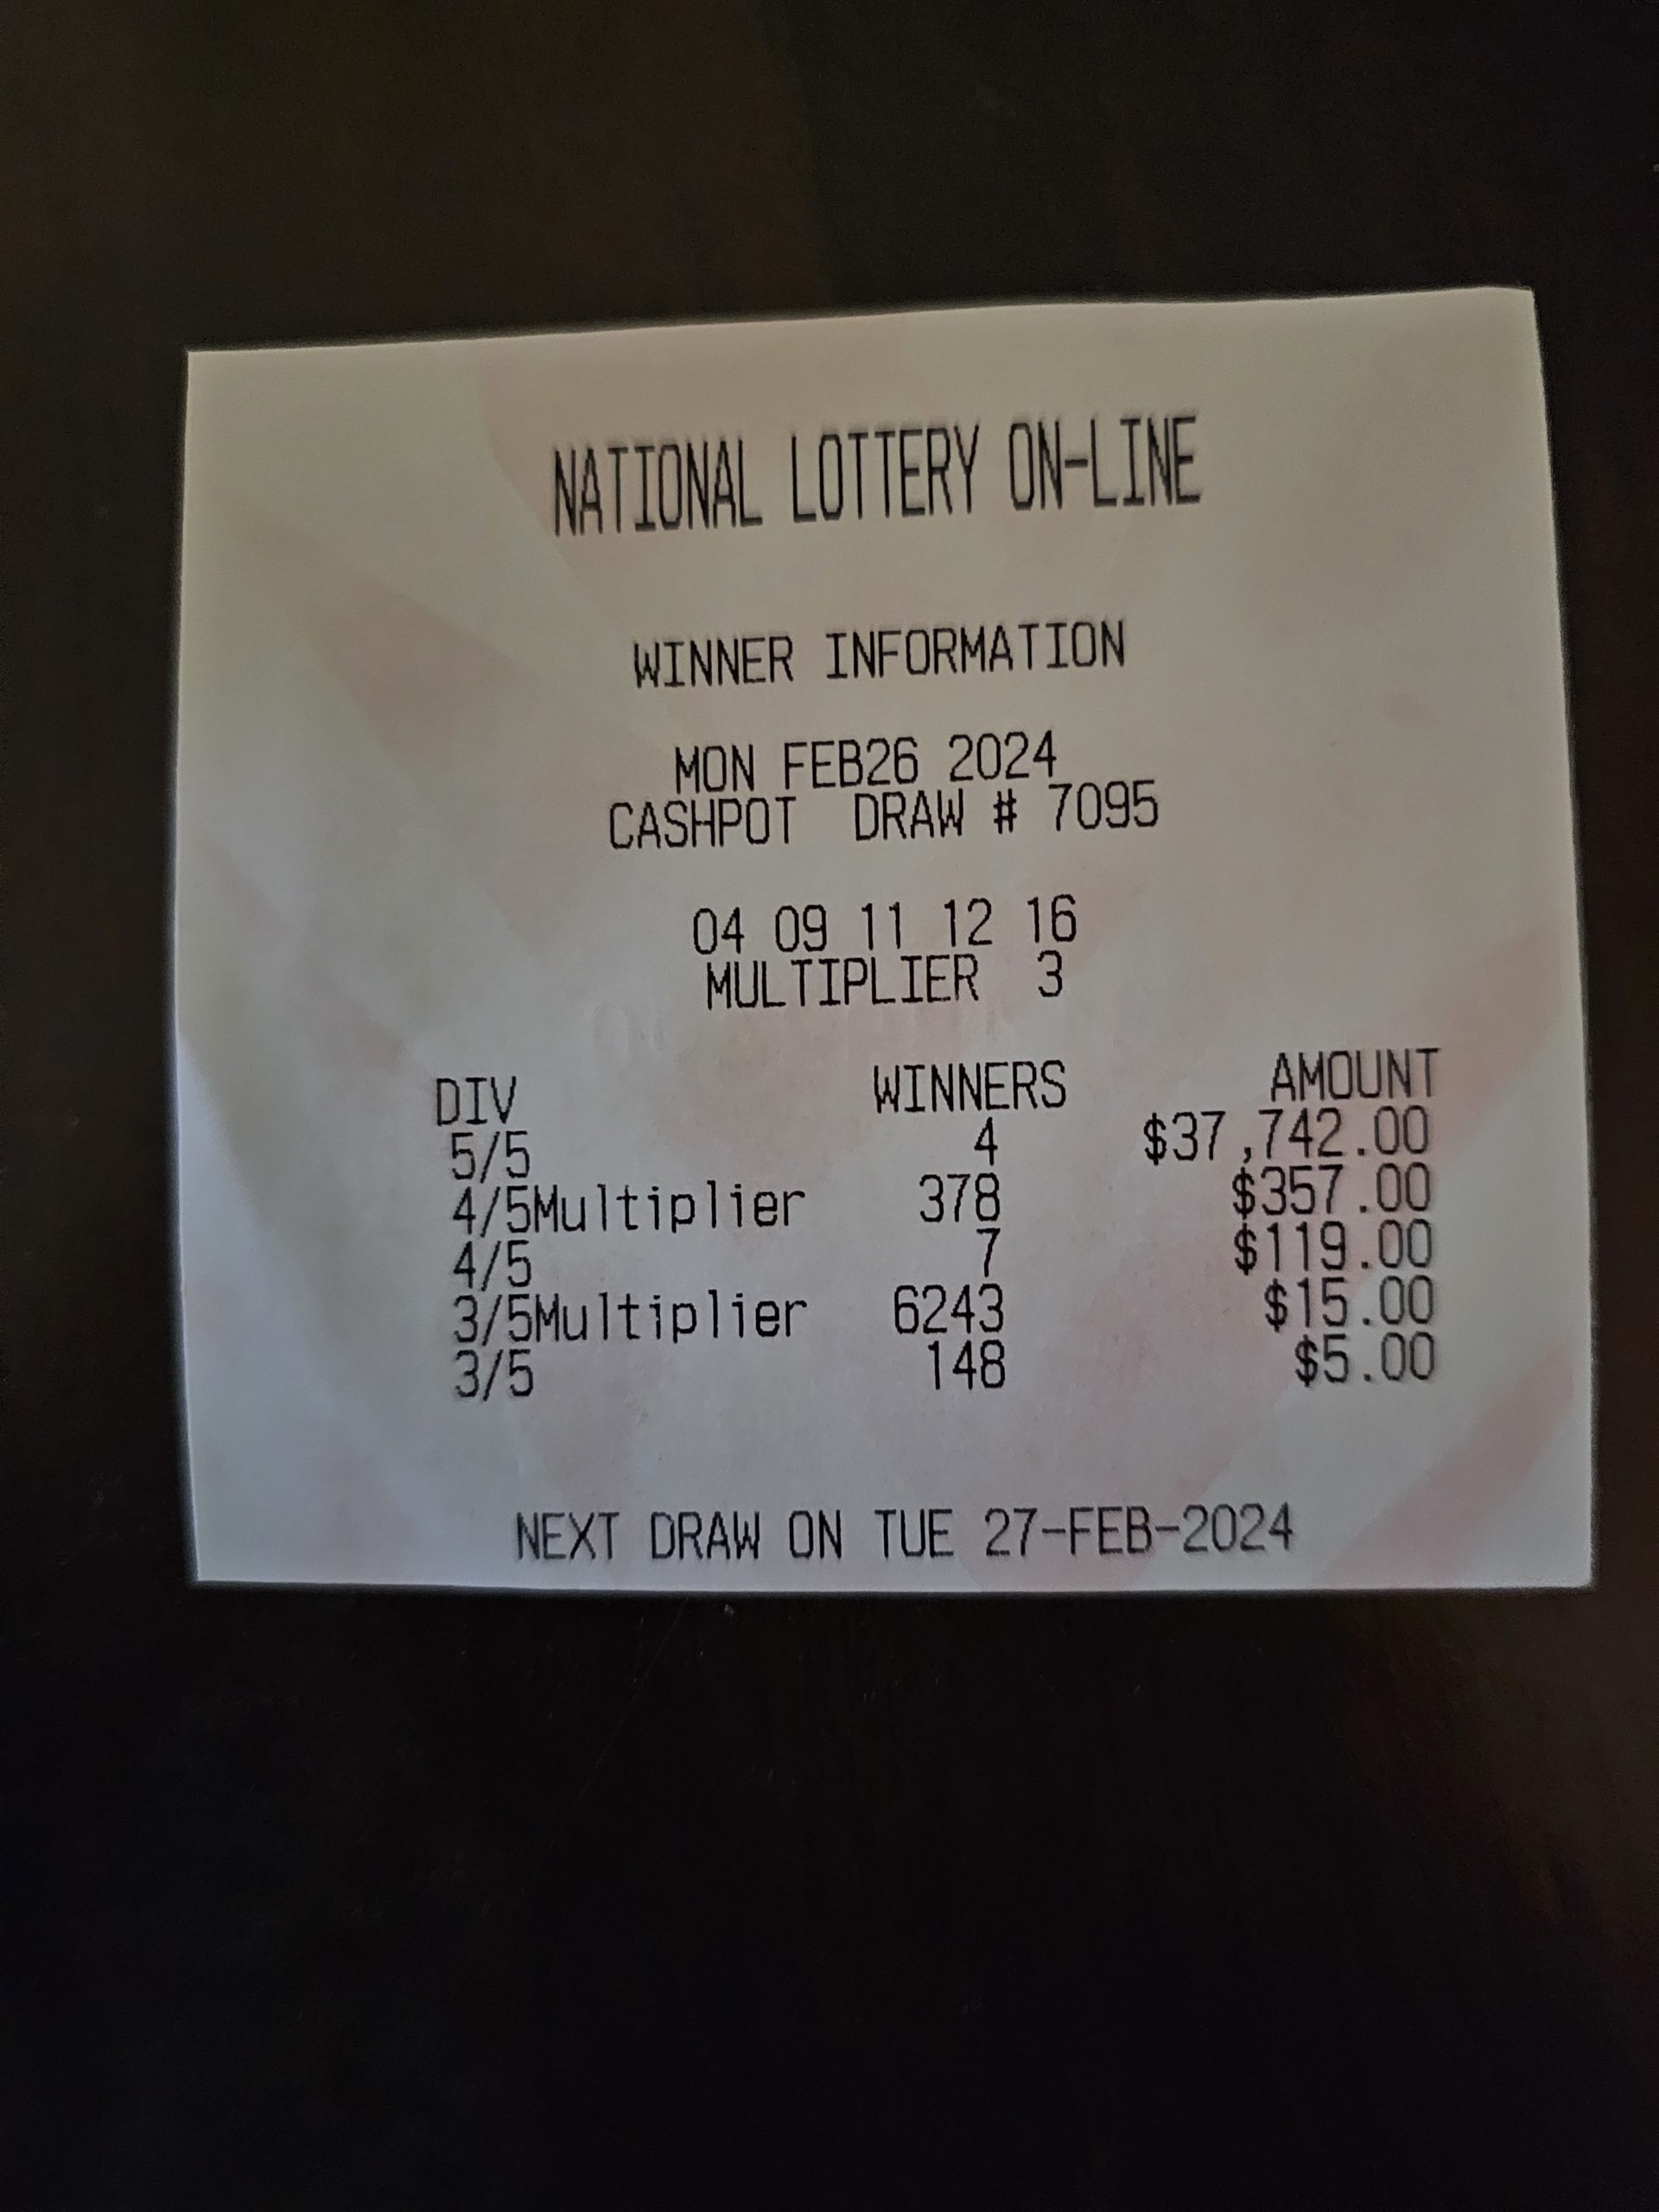 NATIONAL LOTTERY ON-LINE
WINNER INFORMATION
MON FEB26 2024
CASHPOT DRAW # 7095
04 09 11 12 16
MULTIPLIER 3
DIV WINNERS AMOUNT
5/5 4 $37,742.00
4/5Multiplier 378 $357.00
4/5 7 $119.00
3/5Multiplier 6243 $15.00
3/5 148 $5.00
NEXT DRAW ON TUE 27-FEB-2024